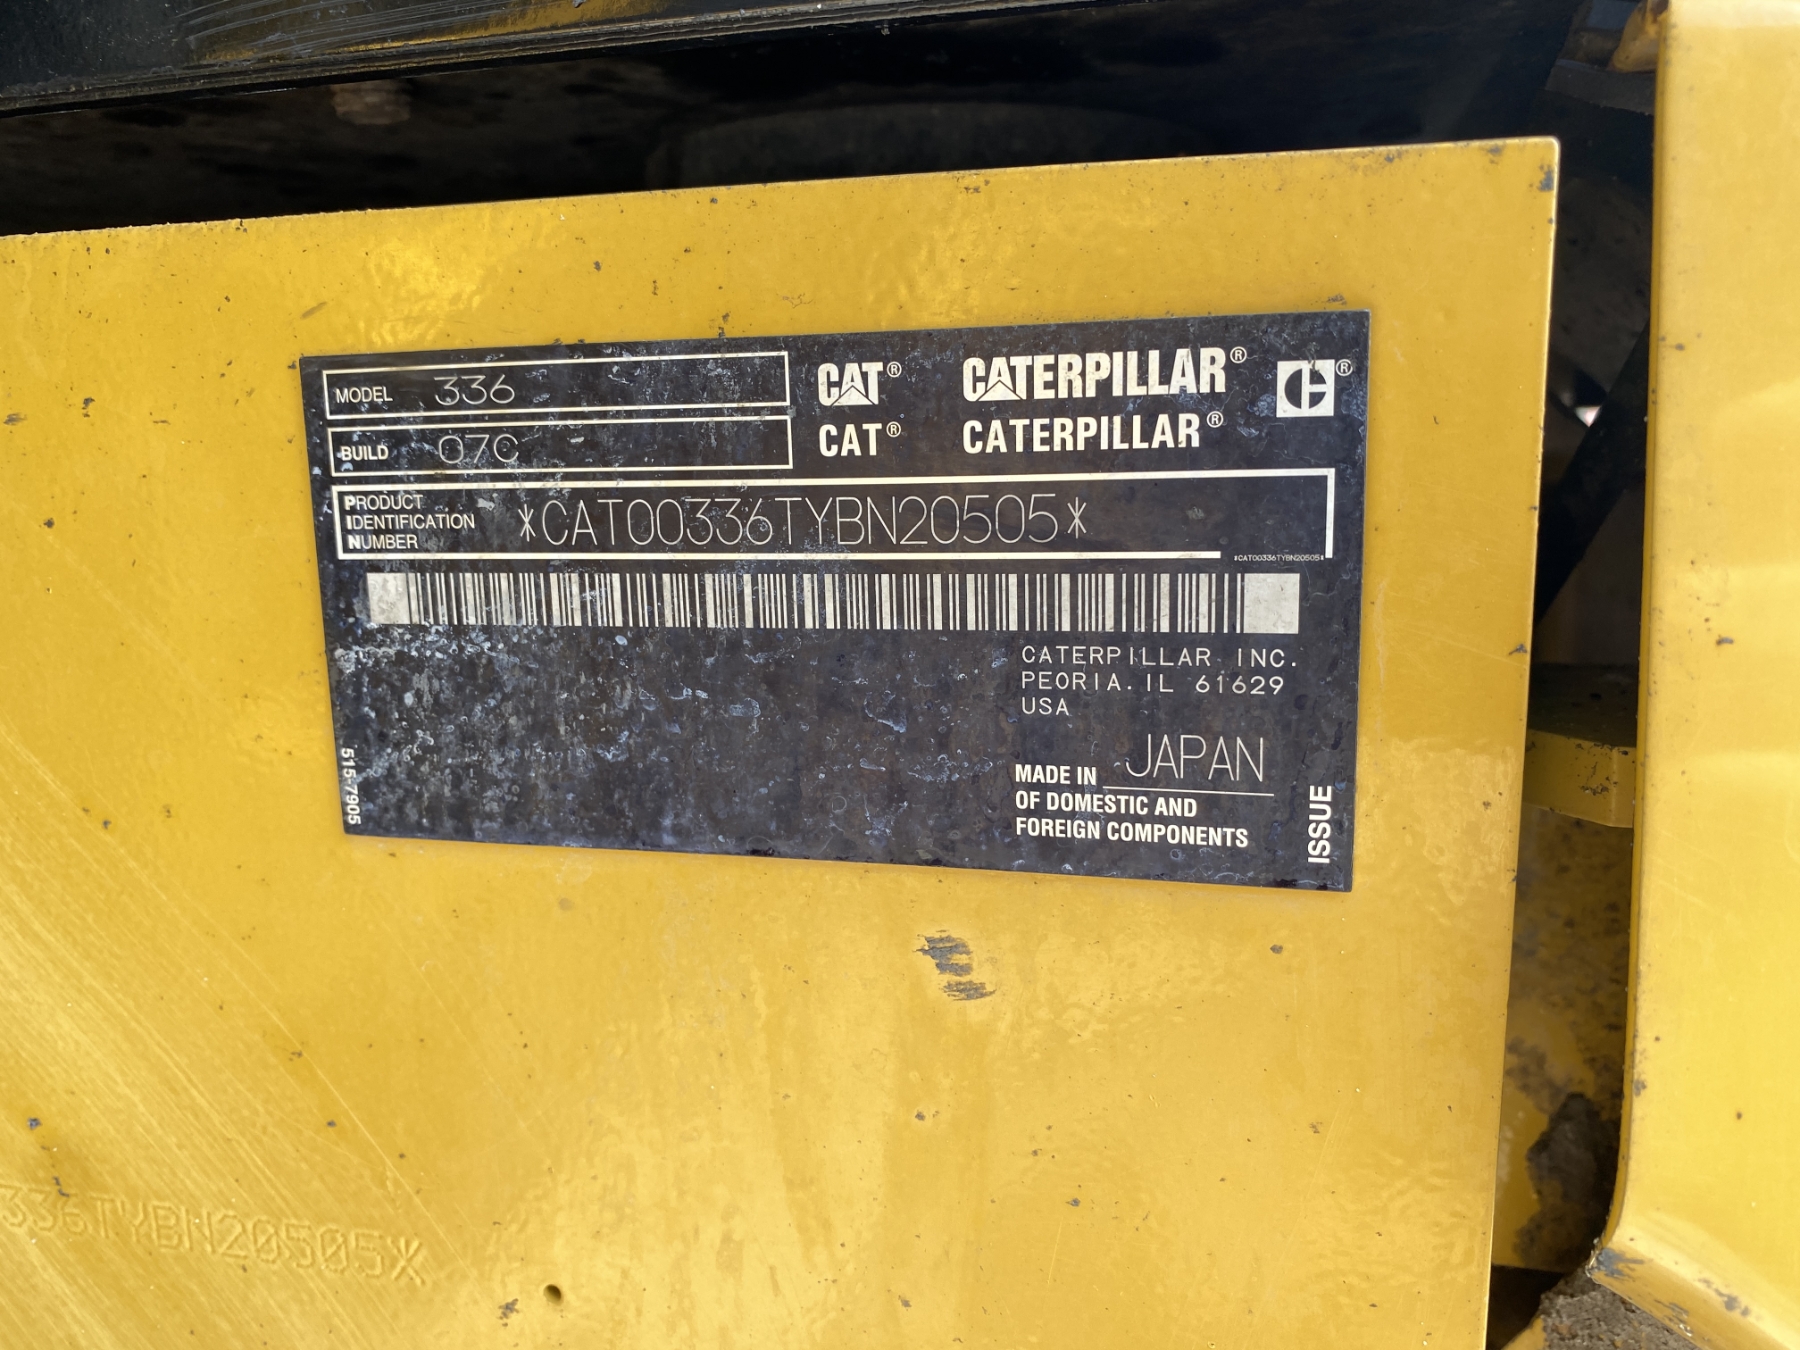 MODEL 336
BUILD 07C
CAT® CATERPILLAR® ®
CAT® CATERPILLAR®
PRODUCT
IDENTIFICATION
NUMBER
*CAT00336TYBN20505*
*CAT00336TYBN20505*
CATERPILLAR INC.
PEORIA. IL 61629
USA
MADE IN JAPAN
OF DOMESTIC AND
FOREIGN COMPONENTS
ISSUE
515-7905
336TYBN20505*